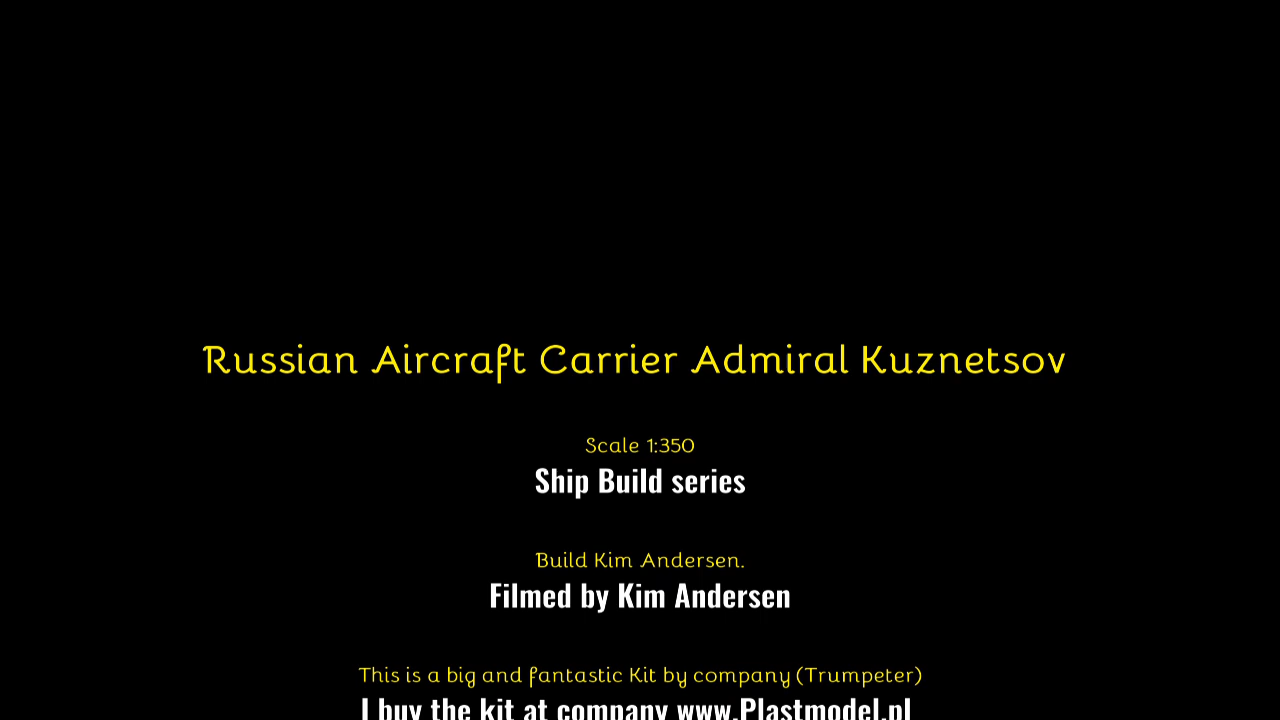 Russian Aircraft Carrier Admiral Kuznetsov
Scale 1:350
Ship Build series
Build Kim Andersen.
Filmed by Kim Andersen
This is a big and fantastic Kit by company (Trumpeter)
I buy the kit at company www.Plastmodel.pl